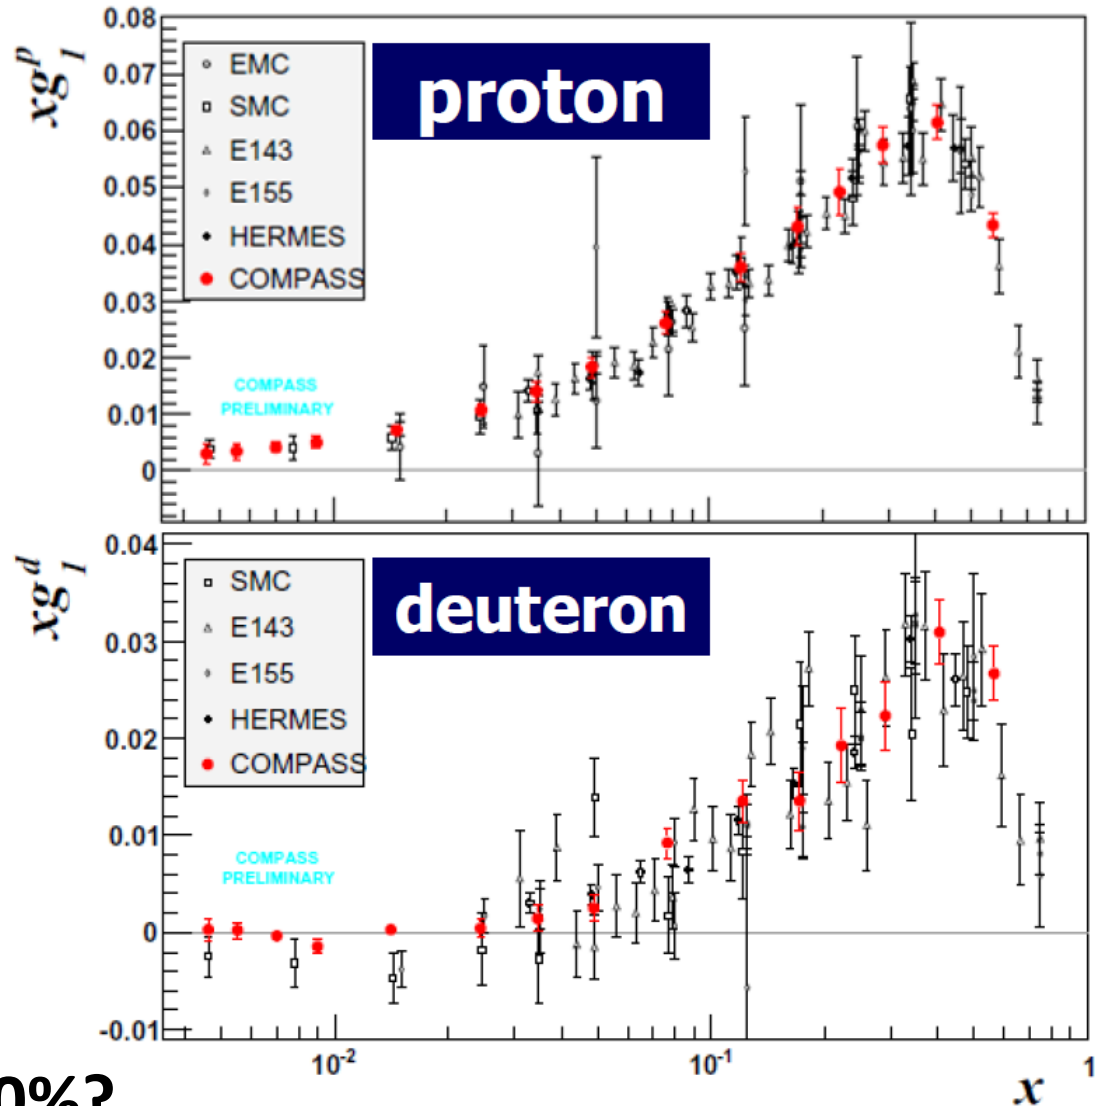 0.08
0.07
0.06
0.05
0.04
0.03
0.02
0.01
0
xg₁ᵖ
EMC
SMC
E143
E155
HERMES
COMPASS
proton
COMPASS
PRELIMINARY
0.04
0.03
0.02
0.01
0
-0.01
xg₁ᵈ
SMC
E143
E155
HERMES
COMPASS
deuteron
COMPASS
PRELIMINARY
10⁻² 10⁻¹ 1
x
0%?